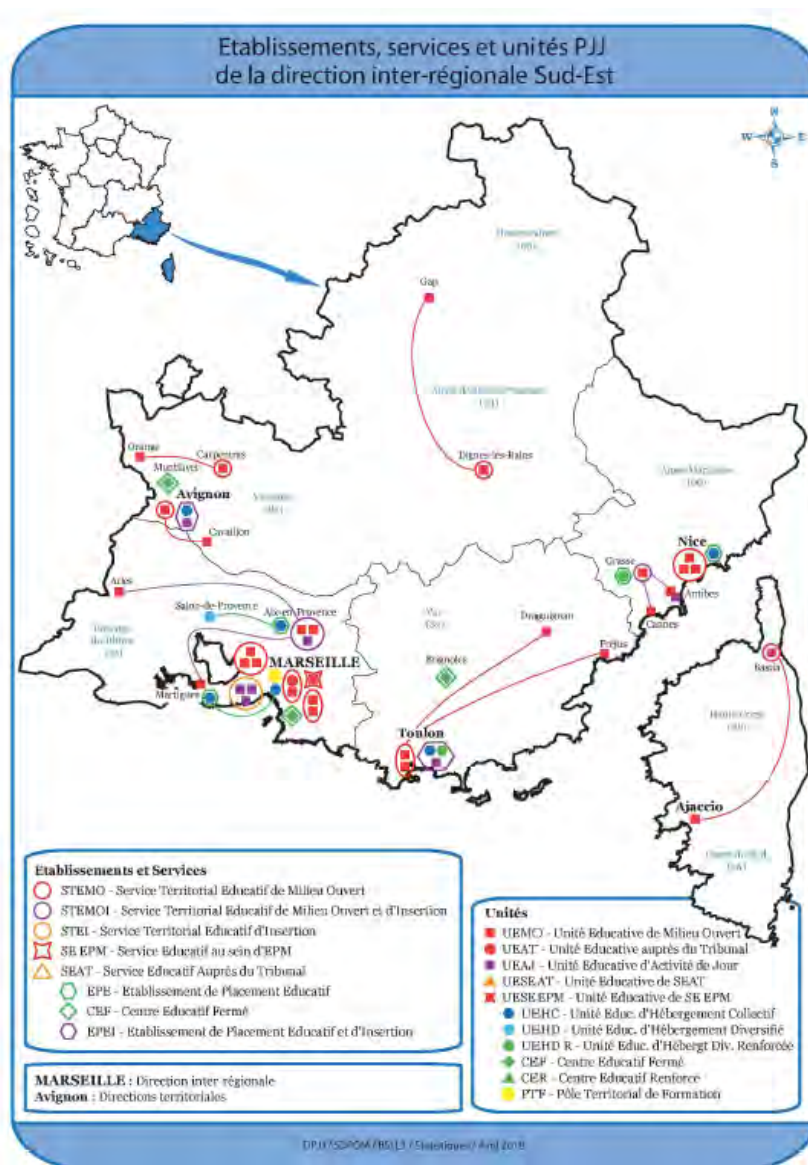 Etablissements, services et unités PJJ
de la direction inter-régionale Sud-Est
N
W
E
S
Gap
Orange
Carpentras
Dignes-les-Bains
Montfavet
Avignon
Cavaillon
Nice
Grasse
Antibes
Cannes
Arles
Salon-de-Provence
Aix-en-Provence
Draguignan
Fréjus
Bastia
MARSEILLE
Brignoles
Martigues
Toulon
Ajaccio
Etablissements et Services
STEMO - Service Territorial Educatif de Milieu Ouvert
STEMOI - Service Territorial Educatif de Milieu Ouvert et d'Insertion
STEI - Service Territorial Educatif d'Insertion
SE EPM - Service Educatif au sein d'EPM
SEAT - Service Educatif Auprès du Tribunal
EPE - Etablissement de Placement Educatif
CEF - Centre Educatif Fermé
EPEI - Etablissement de Placement Educatif et d'Insertion
MARSEILLE : Direction inter régionale
Avignon : Directions territoriales
Unités
UEMO - Unité Educative de Milieu Ouvert
UEAT - Unité Educative auprès du Tribunal
UEAJ - Unité Educative d'Activité de Jour
UESEAT - Unité Educative de SEAT
UESEEPM - Unité Educative de SE EPM
UEHC - Unité Educ. d'Hébergement Collectif
UEHD - Unité Educ. d'Hébergement Diversifié
UEHD R - Unité Educ. d'Hébergt Div. Renforcée
CEF - Centre Educatif Fermé
CER - Centre Educatif Renforcé
PTF - Pôle Territorial de Formation